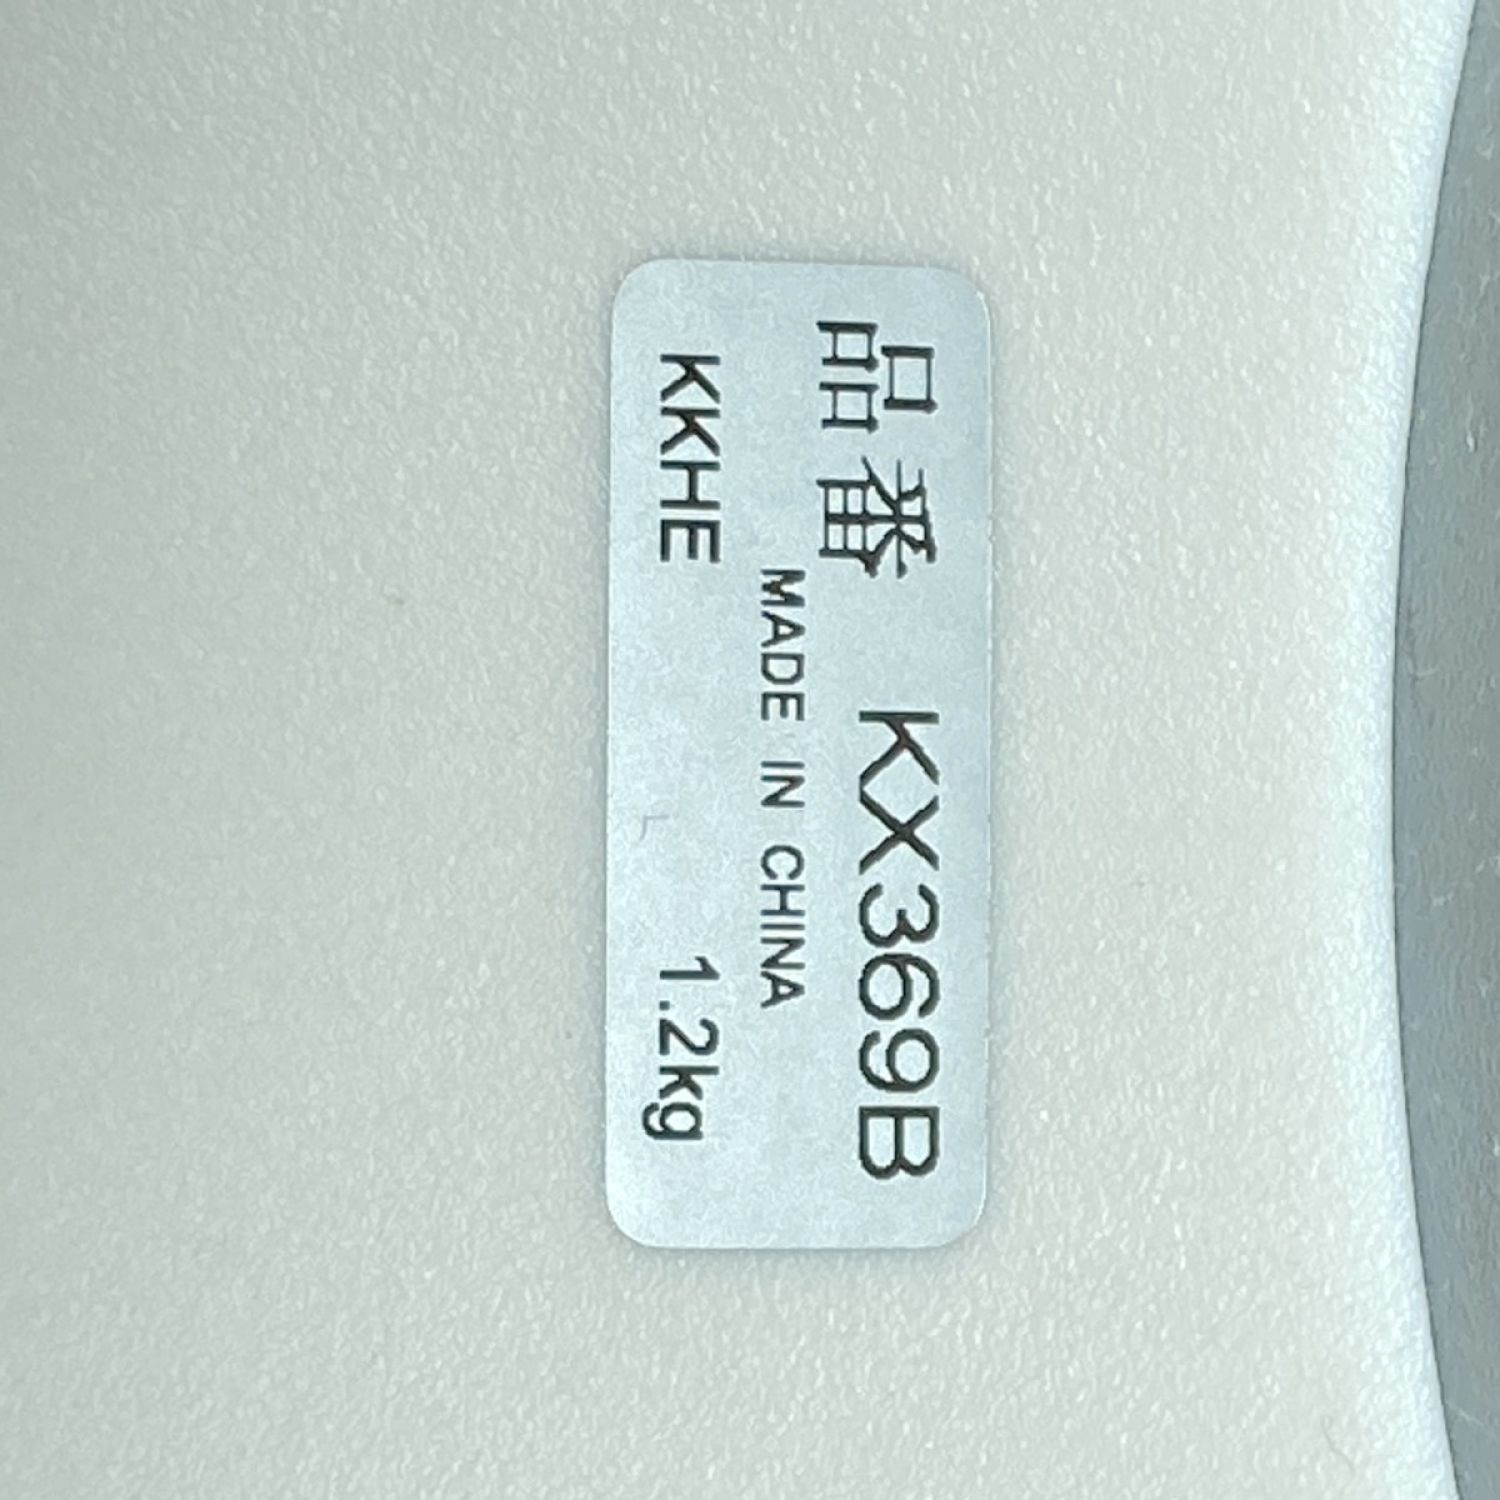 品番 KX369B
MADE IN CHINA
KKHE 1.2kg